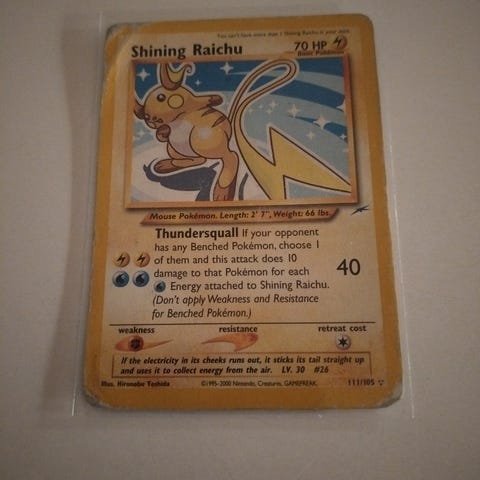 You can't have more than 1 Shining Raichu in your deck.
Shining Raichu
70 HP
Basic Pokémon
Mouse Pokémon. Length: 2' 7", Weight: 66 lbs.
Thundersquall If your opponent
has any Benched Pokémon, choose 1
of them and this attack does 10
damage to that Pokémon for each
Energy attached to Shining Raichu.
(Don't apply Weakness and Resistance
for Benched Pokémon.)
40
weakness
resistance
retreat cost
If the electricity in its cheeks runs out, it sticks its tail straight up
and uses it to collect energy from the air. LV. 30 #26
Illus. Hironobu Yoshida
©1995-2000 Nintendo, Creatures, GAMEFREAK.
111/105